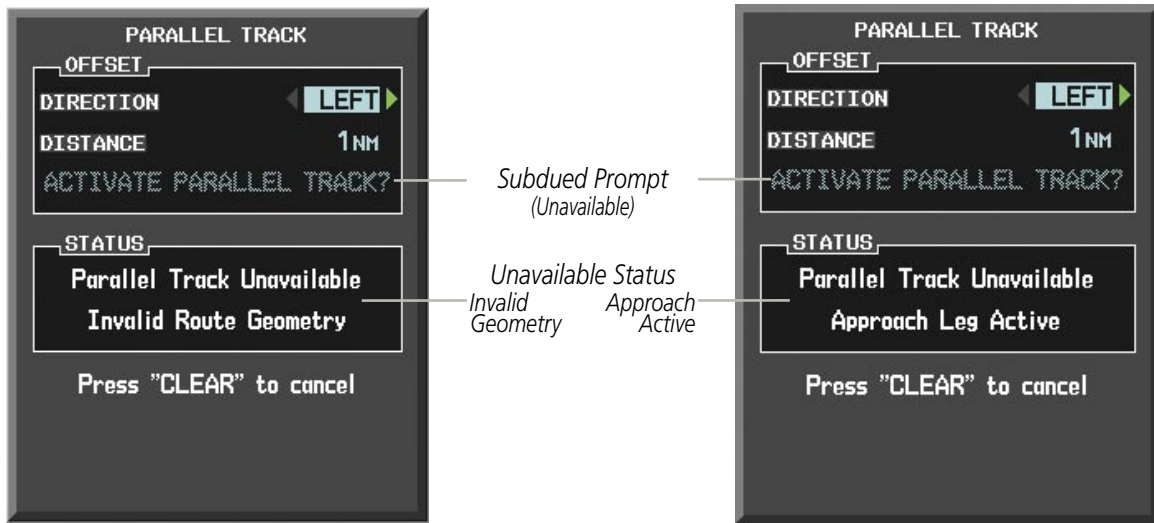 PARALLEL TRACK
OFFSET
DIRECTION LEFT
DISTANCE 1NM
ACTIVATE PARALLEL TRACK?
STATUS
Parallel Track Unavailable
Invalid Route Geometry
Press "CLEAR" to cancel
Subdued Prompt
(Unavailable)
Unavailable Status
Invalid Geometry
Approach Active
PARALLEL TRACK
OFFSET
DIRECTION LEFT
DISTANCE 1NM
ACTIVATE PARALLEL TRACK?
STATUS
Parallel Track Unavailable
Approach Leg Active
Press "CLEAR" to cancel